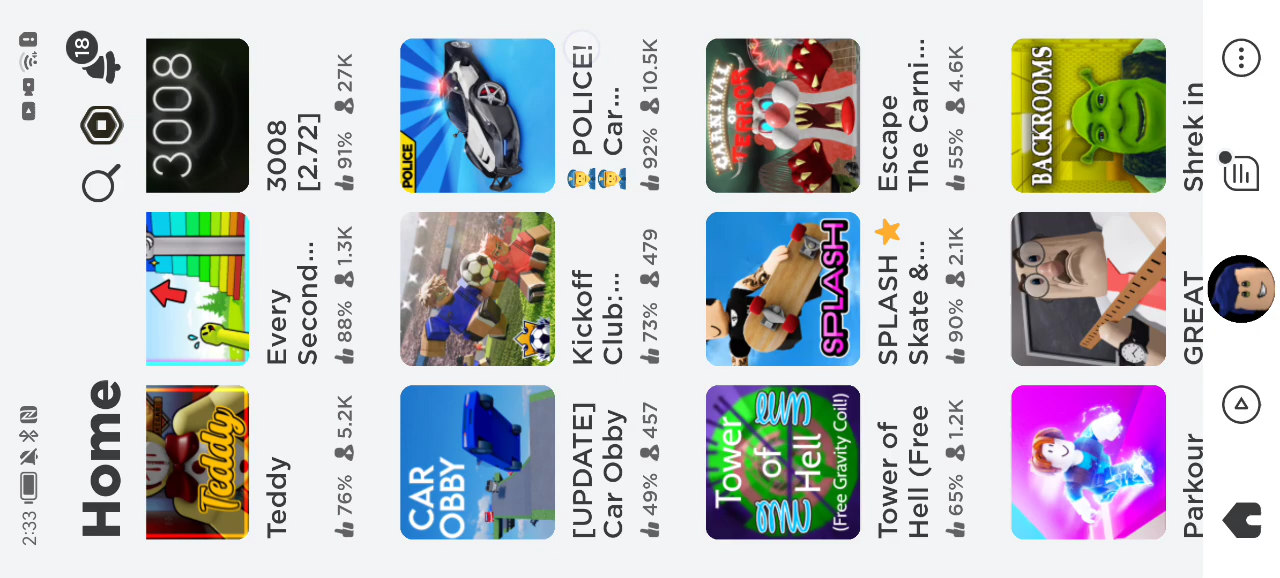 2:33
Home
18
Teddy
3008
Teddy
Every
Second...
3008
[2.72]
76% 5.2K
88% 1.3K
91% 27K
CAR
OBBY
POLICE
[UPDATE]
Car Obby
Kickoff
Club:...
👮 POLICE!
👮 Car...
49% 457
73% 479
92% 10.5K
Tower
of
Hell
(Free Gravity Coil!)
SPLASH
CARNIVAL
OF
TERROR
Tower of
Hell (Free
SPLASH ⭐
Skate &...
Escape
The Carni...
65% 1.2K
90% 2.1K
55% 4.6K
BACKROOMS
Parkour
GREAT
Shrek in